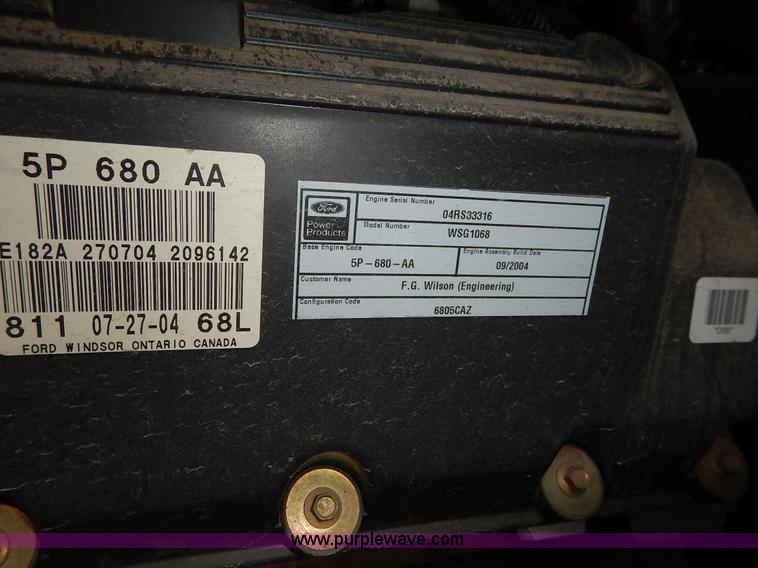 5P 680 AA
E182A 270704 2096142
811 07-27-04 68L
FORD WINDSOR ONTARIO CANADA
Ford
Power
Products
Engine Serial Number
04RS33316
Model Number
WSG1068
Base Engine Code
5P-680-AA
Engine Assembly Build Date
09/2004
Customer Name
F.G. Wilson (Engineering)
Configuration Code
6805CAZ
"D06"
www.purplewave.com